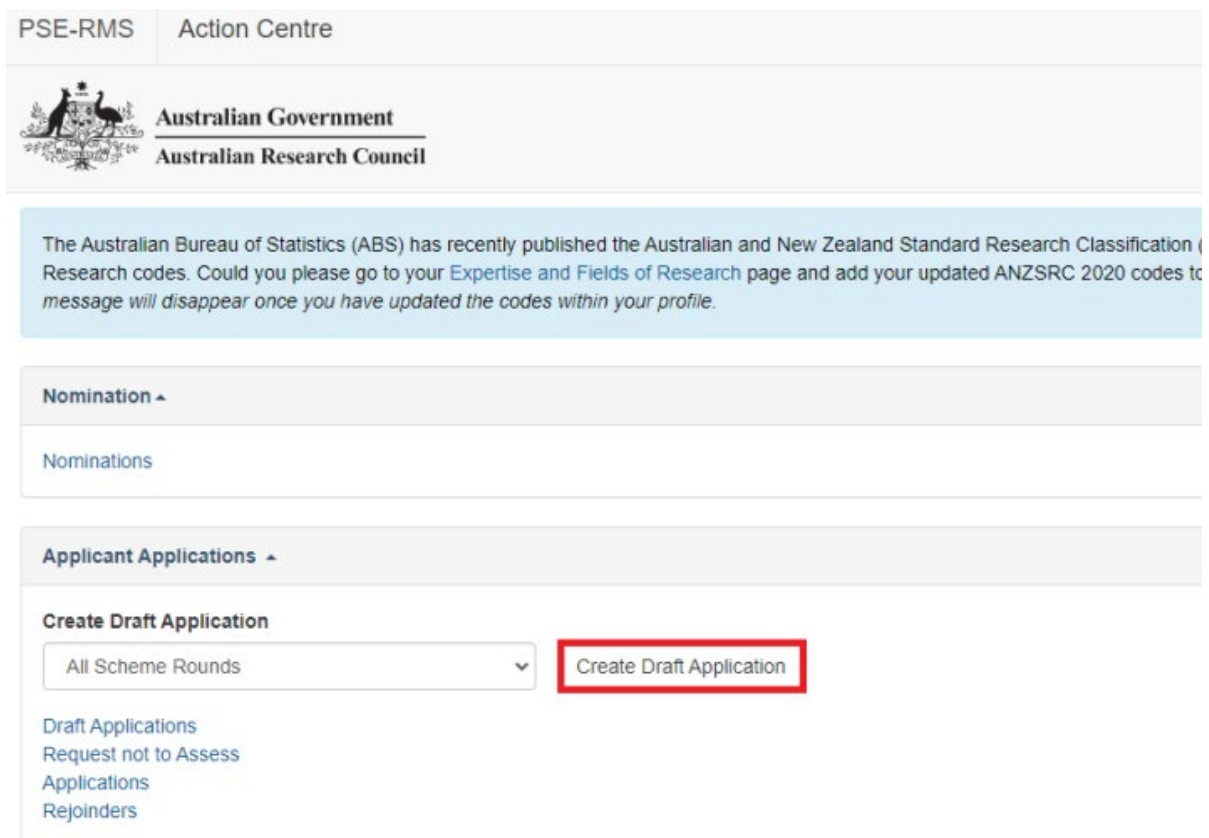 PSE-RMS Action Centre
Australian Government
Australian Research Council
The Australian Bureau of Statistics (ABS) has recently published the Australian and New Zealand Standard Research Classification (
Research codes. Could you please go to your Expertise and Fields of Research page and add your updated ANZSRC 2020 codes to
message will disappear once you have updated the codes within your profile.
Nomination
Nominations
Applicant Applications
Create Draft Application
All Scheme Rounds Create Draft Application
Draft Applications
Request not to Assess
Applications
Rejoinders